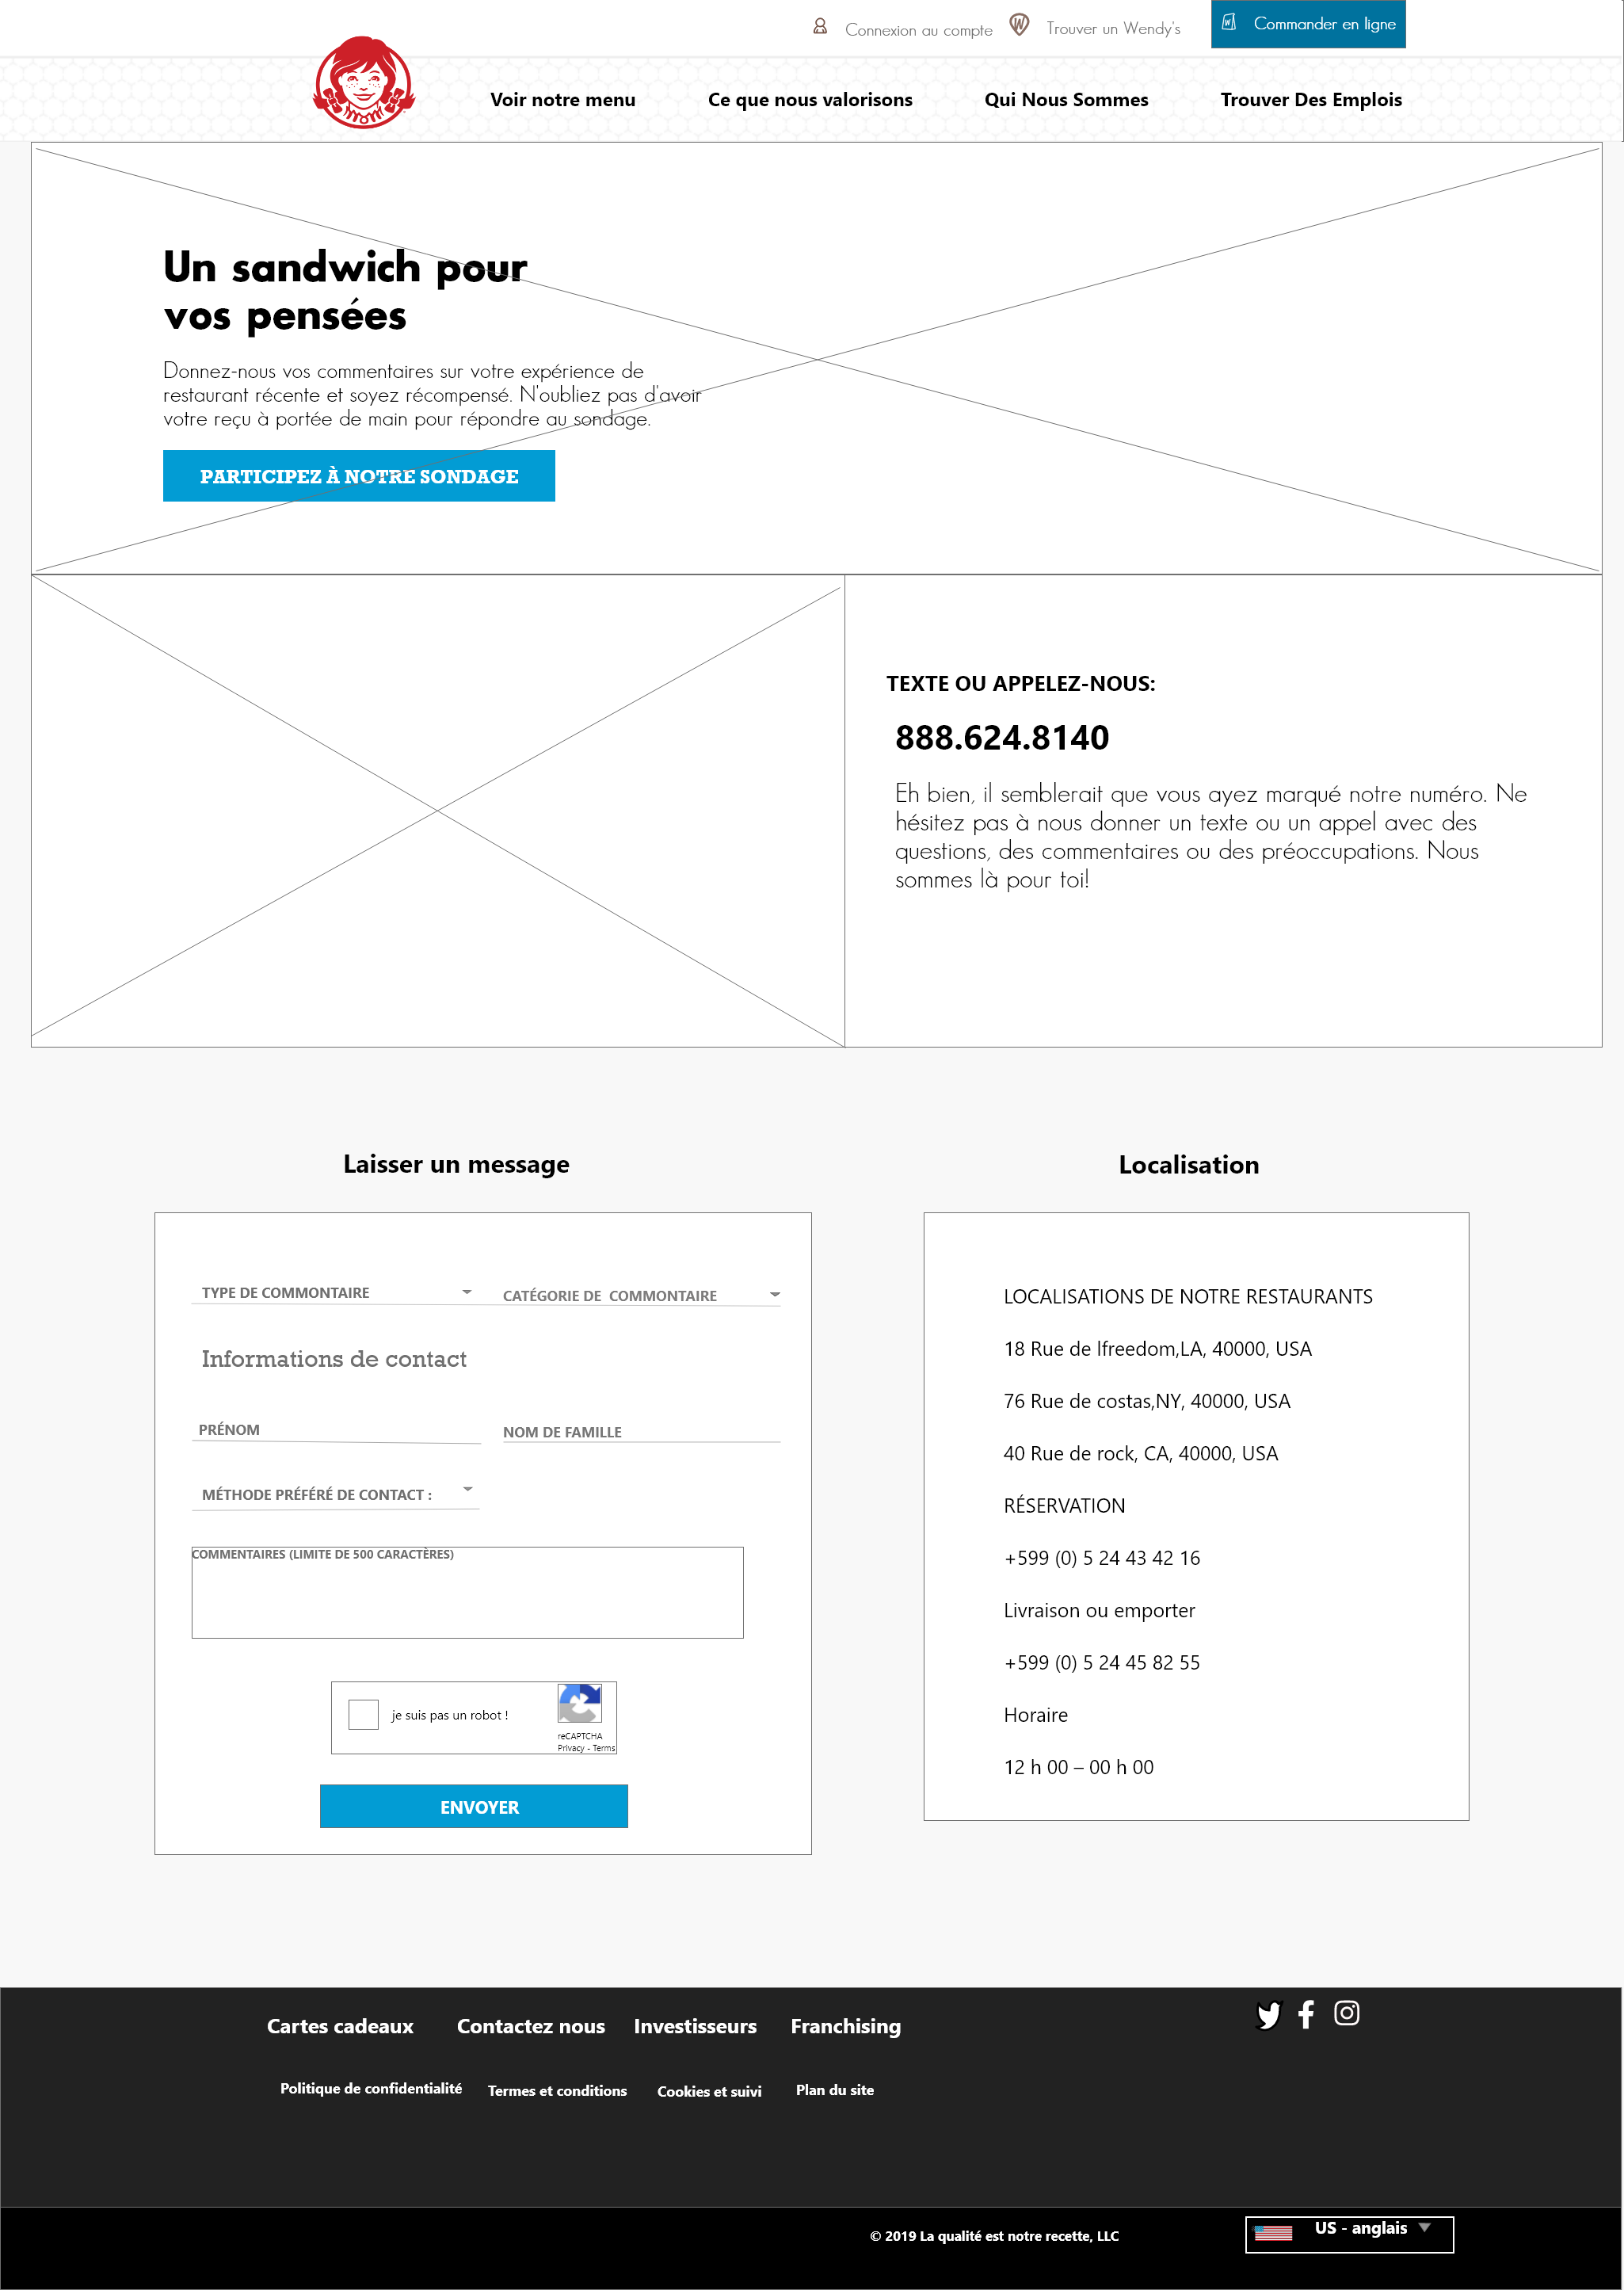 Connexion au compte
Trouver un Wendy's
Commander en ligne
Voir notre menu
Ce que nous valorisons
Qui Nous Sommes
Trouver Des Emplois
Un sandwich pour
vos pensées
Donnez-nous vos commentaires sur votre expérience de
restaurant récente et soyez récompensé. N'oubliez pas d'avoir
votre reçu à portée de main pour répondre au sondage.
PARTICIPEZ À NOTRE SONDAGE
TEXTE OU APPELEZ-NOUS:
888.624.8140
Eh bien, il semblerait que vous ayez marqué notre numéro. Ne
hésitez pas à nous donner un texte ou un appel avec des
questions, des commentaires ou des préoccupations. Nous
sommes là pour toi!
Laisser un message
TYPE DE COMMONTAIRE
CATÉGORIE DE  COMMONTAIRE
Informations de contact
PRÉNOM
NOM DE FAMILLE
MÉTHODE PRÉFÉRÉ DE CONTACT :
COMMENTAIRES (LIMITE DE 500 CARACTÈRES)
je suis pas un robot !
reCAPTCHA
Privacy - Terms
ENVOYER
Localisation
LOCALISATIONS DE NOTRE RESTAURANTS
18 Rue de lfreedom,LA, 40000, USA
76 Rue de costas,NY, 40000, USA
40 Rue de rock, CA, 40000, USA
RÉSERVATION
+599 (0) 5 24 43 42 16
Livraison ou emporter
+599 (0) 5 24 45 82 55
Horaire
12 h 00 – 00 h 00
Cartes cadeaux
Contactez nous
Investisseurs
Franchising
Politique de confidentialité
Termes et conditions
Cookies et suivi
Plan du site
© 2019 La qualité est notre recette, LLC
US - anglais